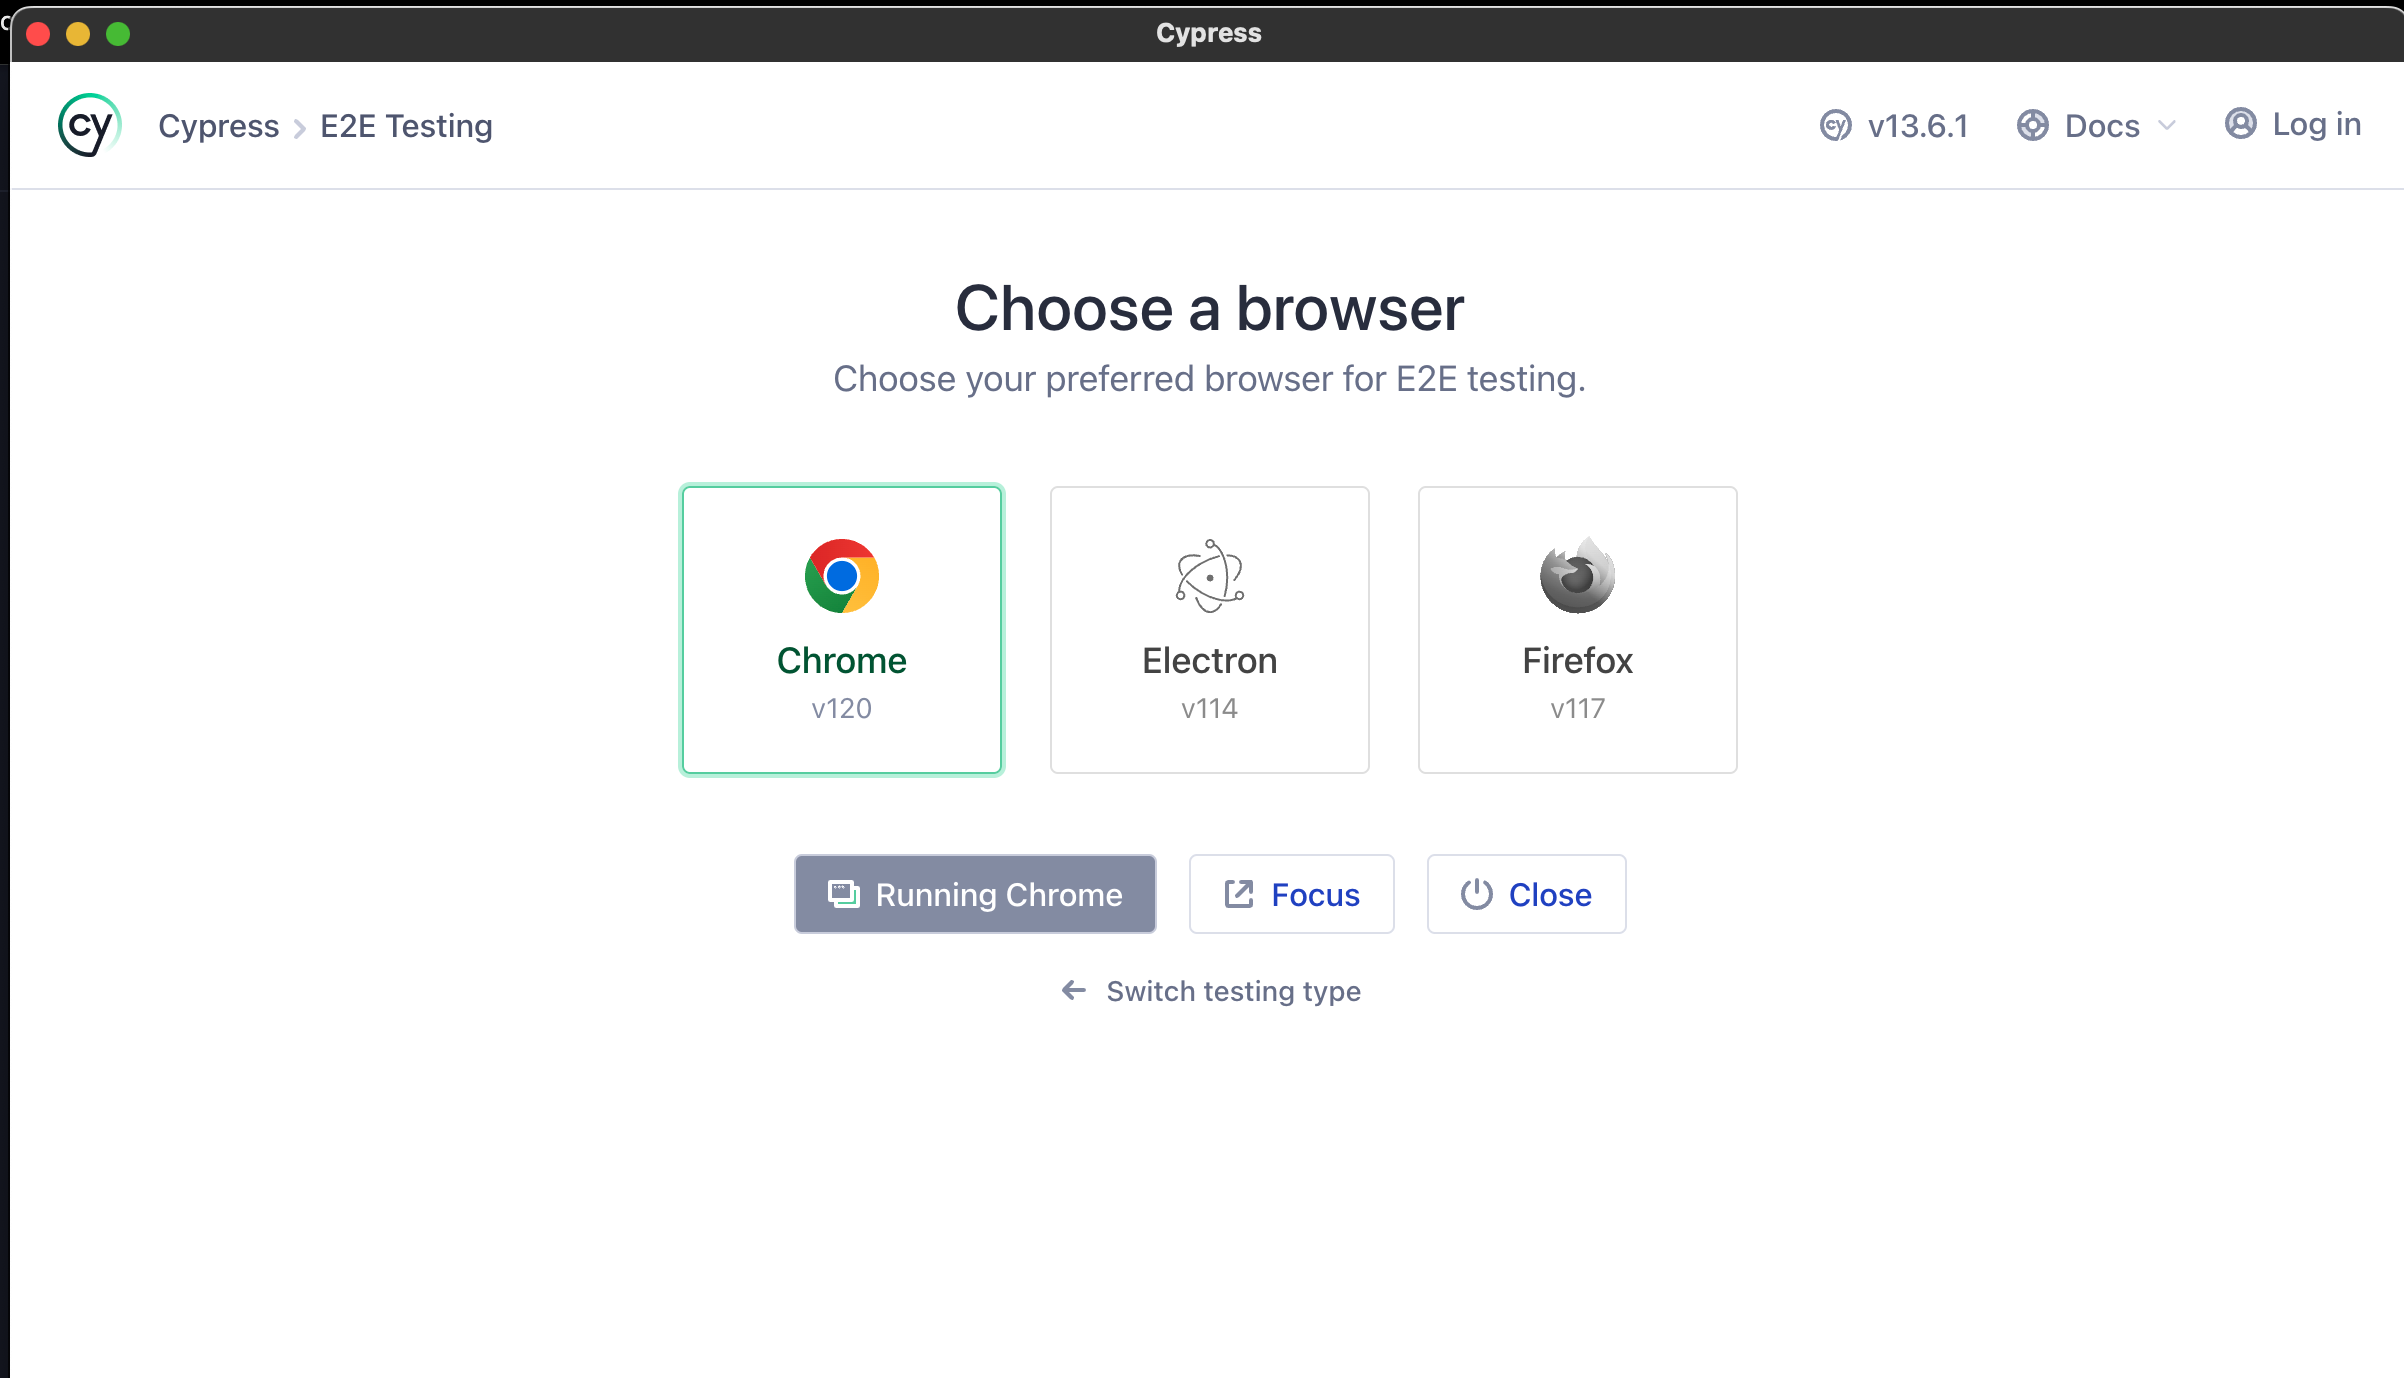 Cypress
cy Cypress > E2E Testing
cy v13.6.1 Docs Log in
Choose a browser
Choose your preferred browser for E2E testing.
Chrome
v120
Electron
v114
Firefox
v117
Running Chrome
Focus
Close
← Switch testing type